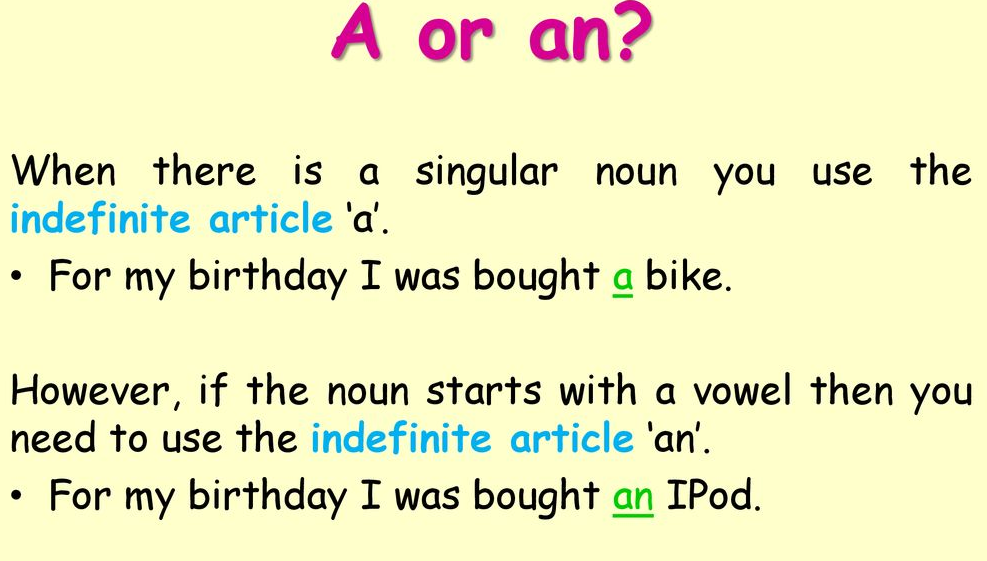 A or an?
When there is a singular noun you use the
indefinite article ‘a’.
• For my birthday I was bought a bike.
However, if the noun starts with a vowel then you
need to use the indefinite article ‘an’.
• For my birthday I was bought an IPod.